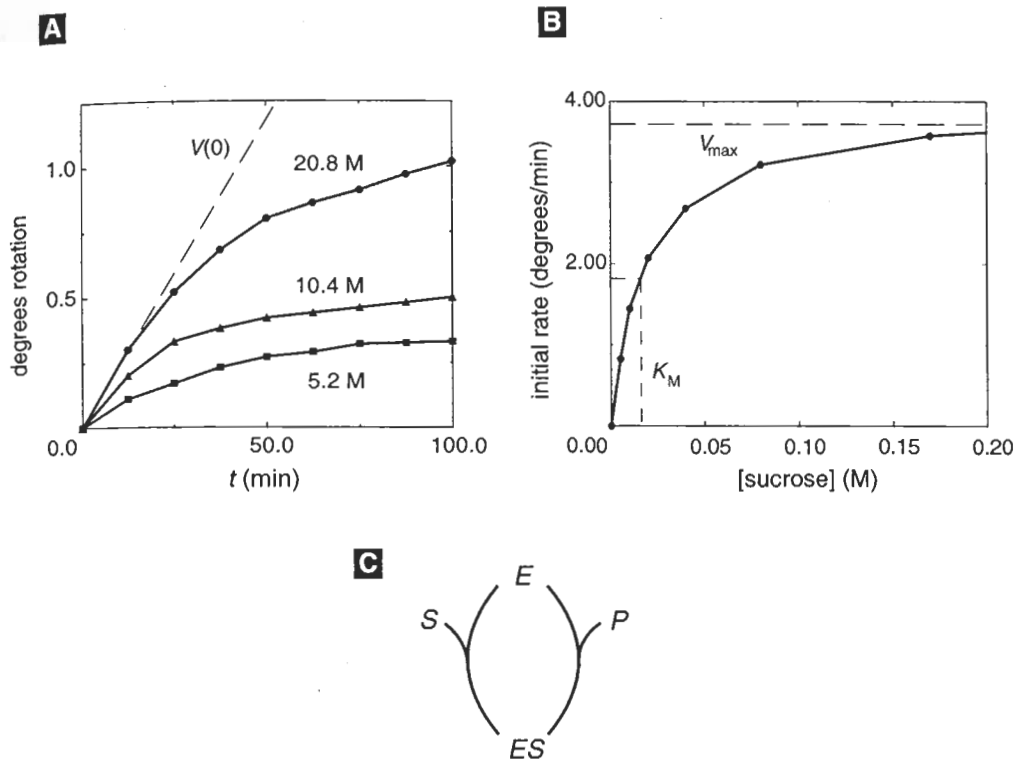 A
V(0)
20.8 M
1.0
10.4 M
0.5
5.2 M
degrees rotation
0.0
50.0
100.0
t (min)
B
4.00
Vmax
2.00
KM
initial rate (degrees/min)
0.00
0.05
0.10
0.15
0.20
[sucrose] (M)
C
E
S
P
ES